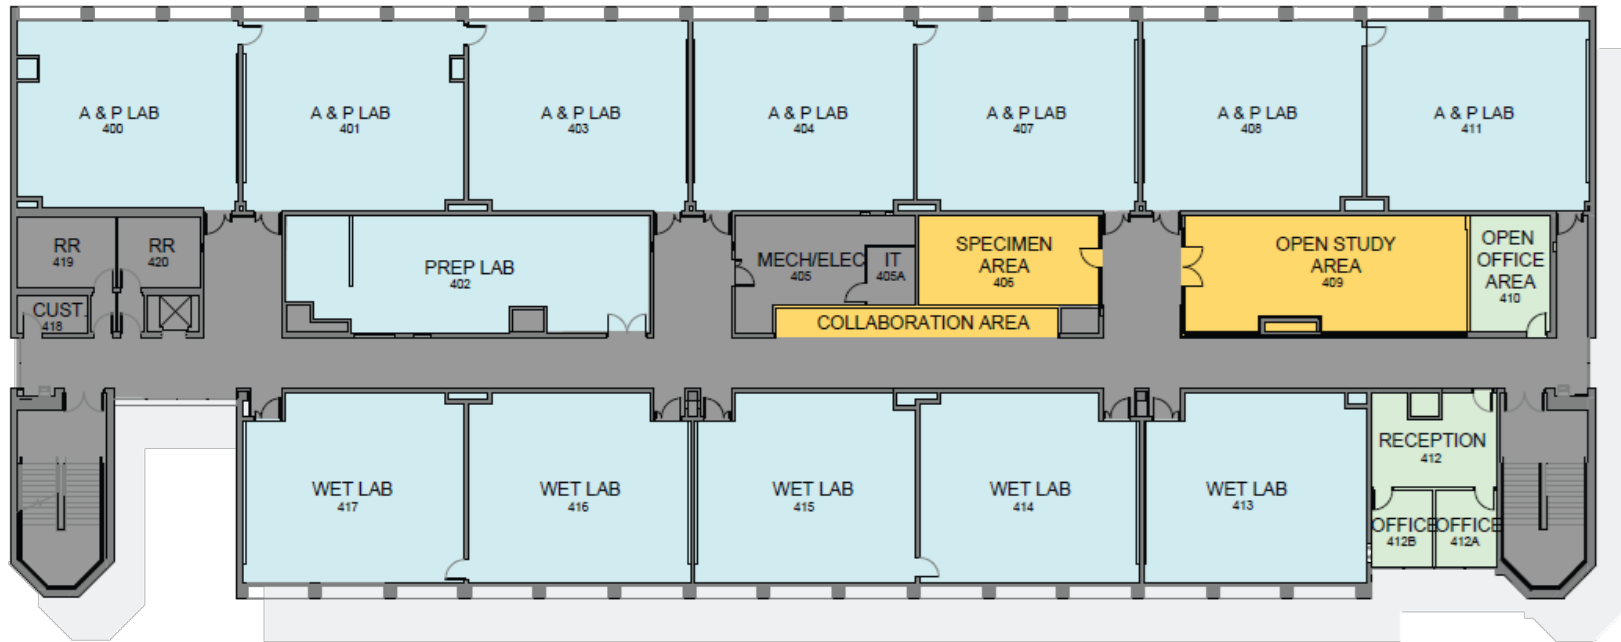 A & P LAB
400
A & P LAB
401
A & P LAB
403
A & P LAB
404
A & P LAB
407
A & P LAB
408
A & P LAB
411
RR
419
RR
420
CUST.
418
PREP LAB
402
MECH/ELEC
405
IT
405A
SPECIMEN
AREA
406
COLLABORATION AREA
OPEN STUDY
AREA
409
OPEN
OFFICE
AREA
410
WET LAB
417
WET LAB
416
WET LAB
415
WET LAB
414
WET LAB
413
RECEPTION
412
OFFICE
412B
OFFICE
412A